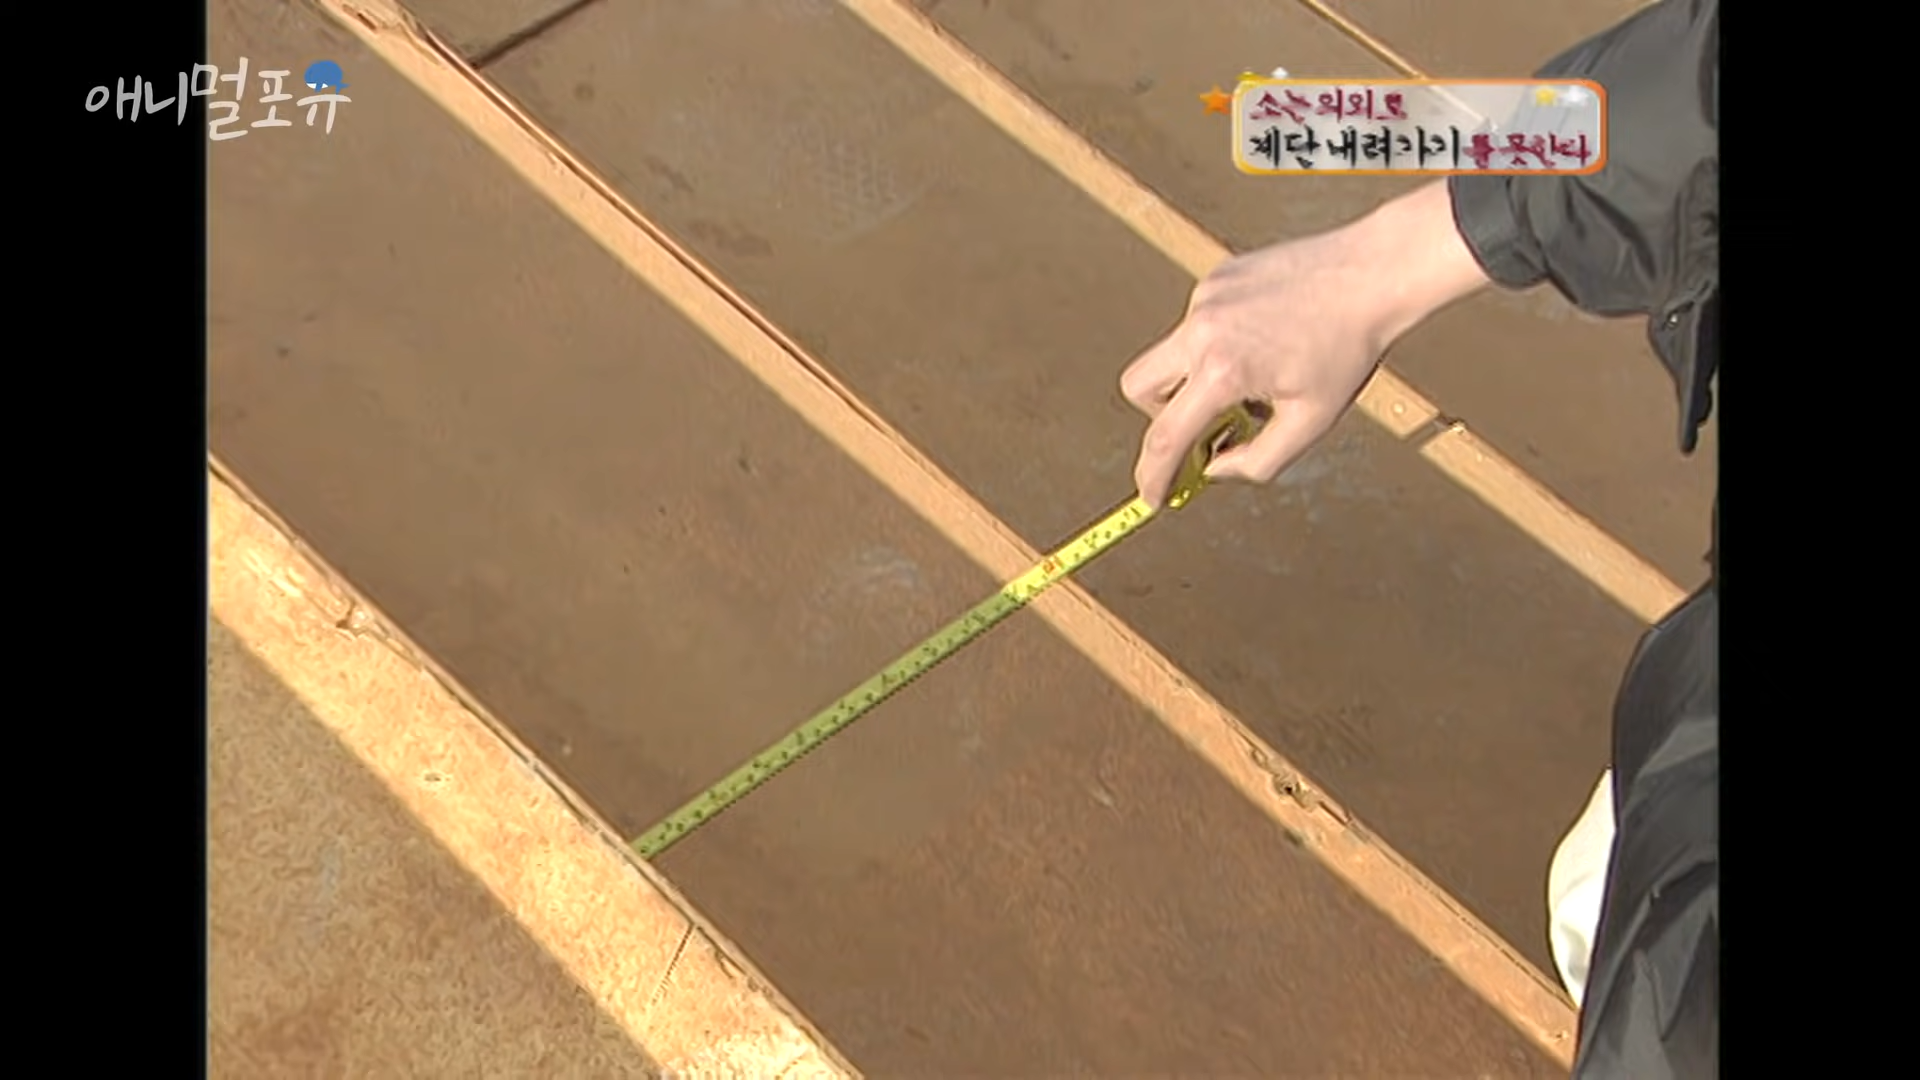 애니멀포유
소는 의외로
계단 내려가기를 못한다